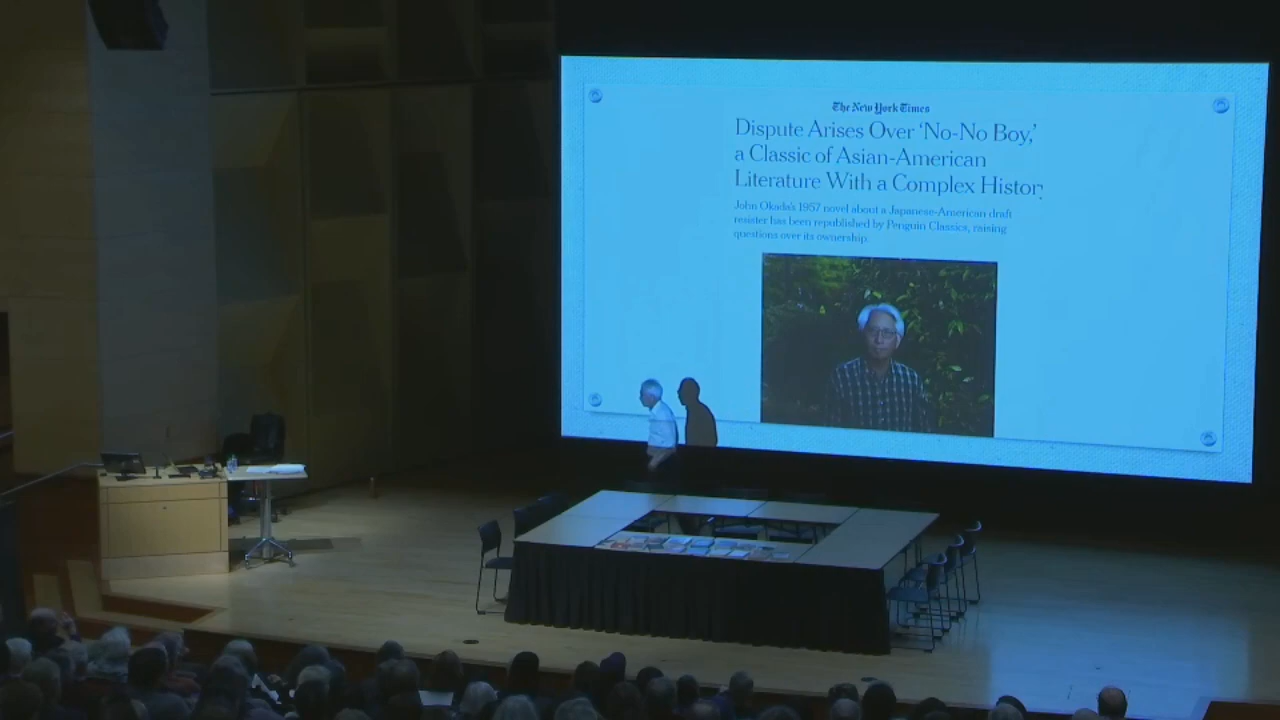 The New York Times
Dispute Arises Over ‘No-No Boy,’
a Classic of Asian-American
Literature With a Complex History
John Okada's 1957 novel about a Japanese-American draft
resister has been republished by Penguin Classics, raising
questions over its ownership.